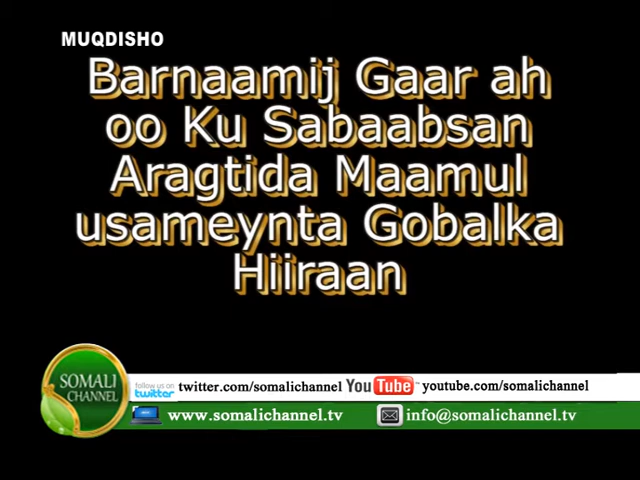 MUQDISHO
Barnaamij Gaar ah
oo Ku Sabaabsan
Aragtida Maamul
usameynta Gobalka
Hiiraan
SOMALI
CHANNEL
follow us on
twitter
twitter.com/somalichannel
YouTube
youtube.com/somalichannel
www.somalichannel.tv
info@somalichannel.tv